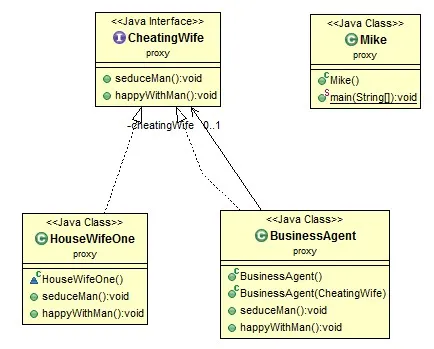 <<Java Interface>>
CheatingWife
proxy
seduceMan():void
happyWithMan():void
<<Java Class>>
Mike
proxy
Mike()
main(String[]):void
-cheatingWife 0..1
<<Java Class>>
HouseWifeOne
proxy
HouseWifeOne()
seduceMan():void
happyWithMan():void
<<Java Class>>
BusinessAgent
proxy
BusinessAgent()
BusinessAgent(CheatingWife)
seduceMan():void
happyWithMan():void